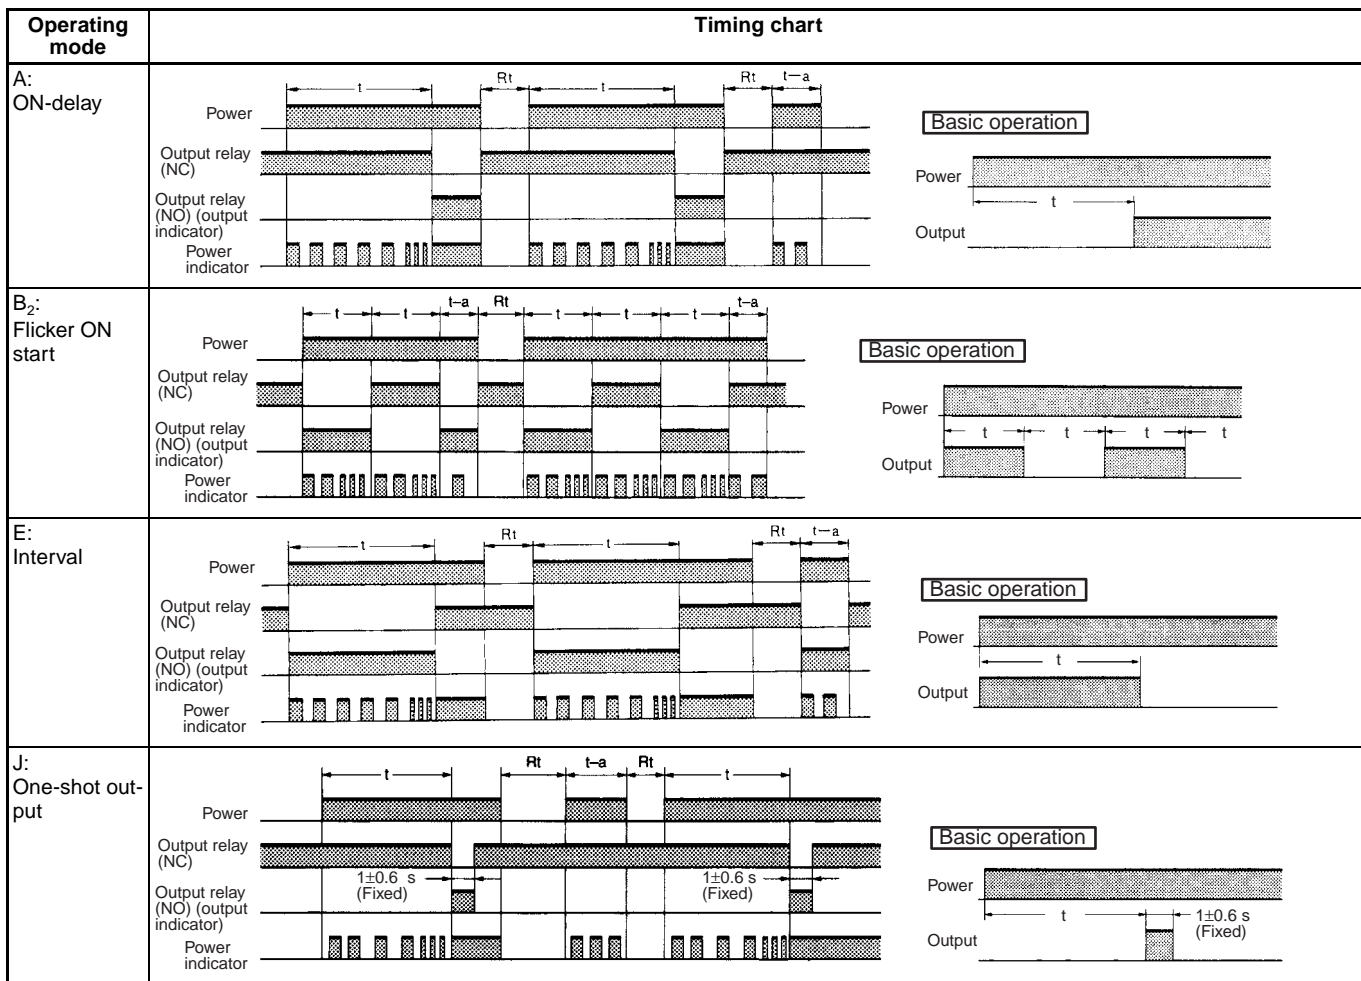 Operating mode
Timing chart
A:
ON-delay
t
Rt
t
Rt
t–a
Power
Output relay
(NC)
Output relay
(NO) (output
indicator)
Power
indicator
Basic operation
Power
t
Output
B2:
Flicker ON
start
t
t
t–a
Rt
t
t
t
t–a
Power
Output relay
(NC)
Output relay
(NO) (output
indicator)
Power
indicator
Basic operation
Power
t
t
t
t
Output
E:
Interval
t
Rt
t
Rt
t–a
Power
Output relay
(NC)
Output relay
(NO) (output
indicator)
Power
indicator
Basic operation
Power
t
Output
J:
One-shot out-
put
t
Rt
t–a
Rt
t
Power
Output relay
(NC)
1±0.6 s
(Fixed)
1±0.6 s
(Fixed)
Output relay
(NO) (output
indicator)
Power
indicator
Basic operation
Power
t
1±0.6 s
(Fixed)
Output